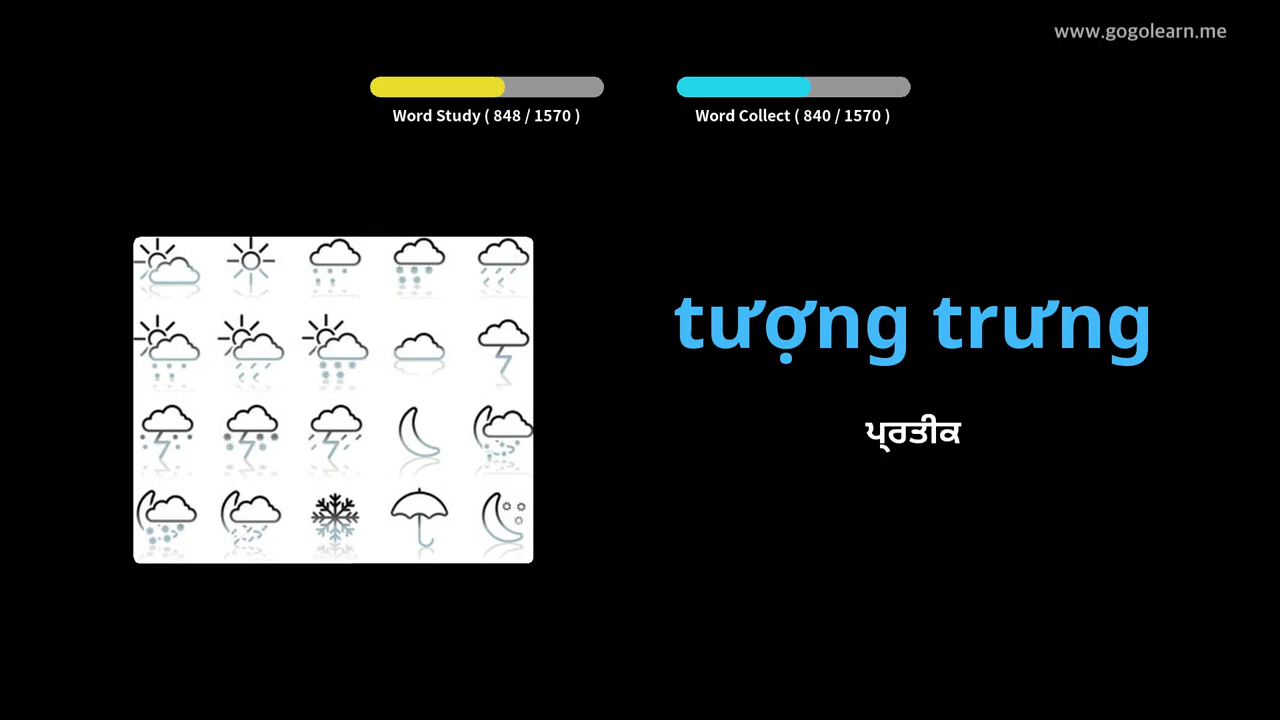 www.gogolearn.me
Word Study ( 848 / 1570 )
Word Collect ( 840 / 1570 )
tượng trưng
ਪ੍ਰਤੀਕ